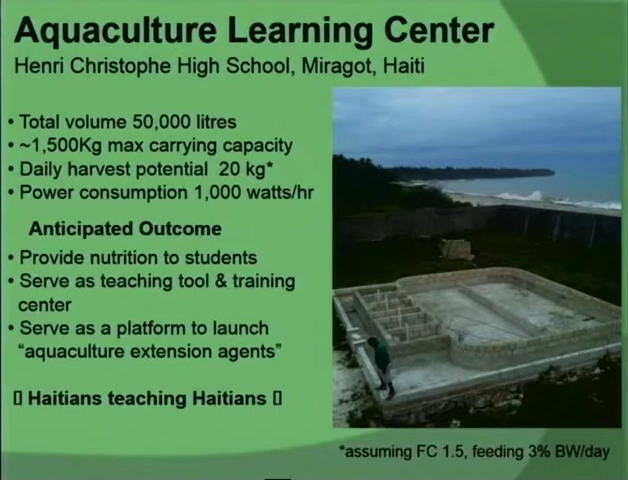 Aquaculture Learning Center
Henri Christophe High School, Miragot, Haiti
• Total volume 50,000 litres
• ~1,500Kg max carrying capacity
• Daily harvest potential 20 kg*
• Power consumption 1,000 watts/hr
Anticipated Outcome
• Provide nutrition to students
• Serve as teaching tool & training
center
• Serve as a platform to launch
“aquaculture extension agents”
▯ Haitians teaching Haitians ▯
*assuming FC 1.5, feeding 3% BW/day